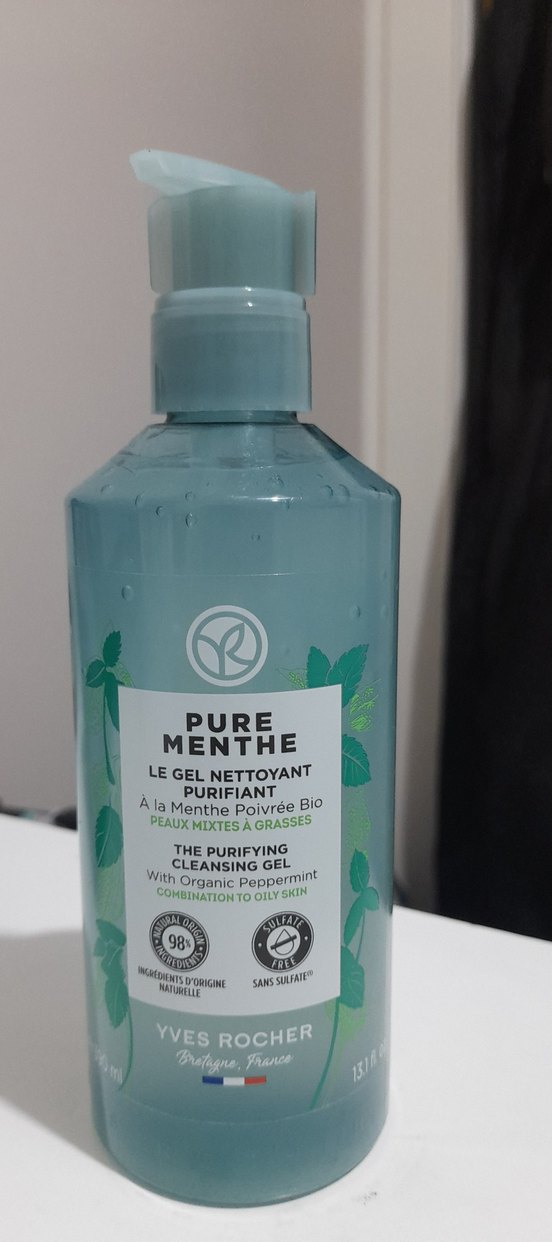 PURE
MENTHE
LE GEL NETTOYANT
PURIFIANT
À la Menthe Poivrée Bio
PEAUX MIXTES À GRASSES
THE PURIFYING
CLEANSING GEL
With Organic Peppermint
COMBINATION TO OILY SKIN
NATURAL ORIGIN
98%
INGREDIENTS
SULFATE
FREE
INGRÉDIENTS D'ORIGINE
NATURELLE
SANS SULFATE(1)
YVES ROCHER
Bretagne, France
ml
13.1 fl.